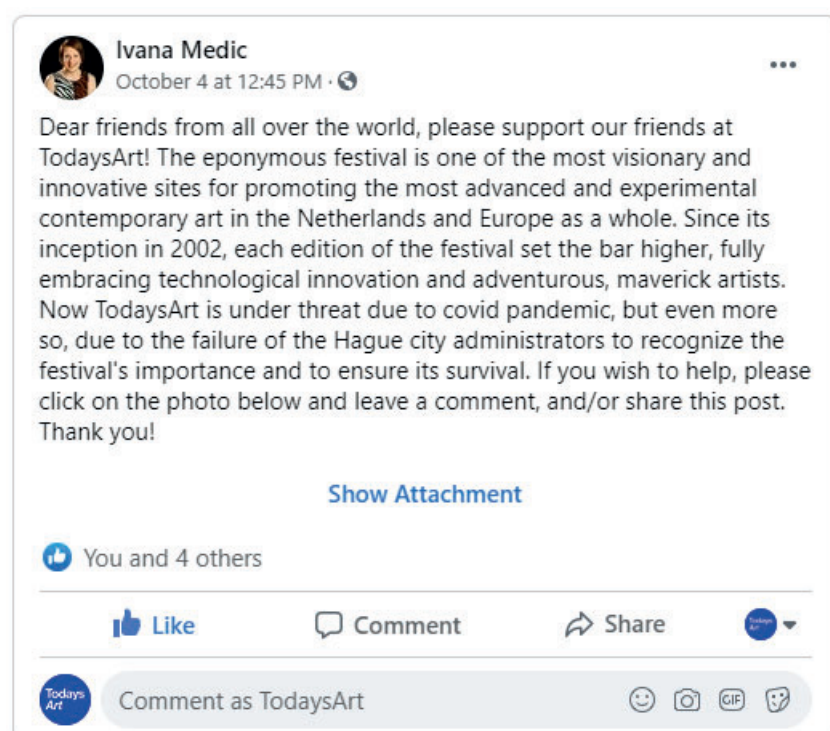 Ivana Medic
October 4 at 12:45 PM ·
Dear friends from all over the world, please support our friends at
TodaysArt! The eponymous festival is one of the most visionary and
innovative sites for promoting the most advanced and experimental
contemporary art in the Netherlands and Europe as a whole. Since its
inception in 2002, each edition of the festival set the bar higher, fully
embracing technological innovation and adventurous, maverick artists.
Now TodaysArt is under threat due to covid pandemic, but even more
so, due to the failure of the Hague city administrators to recognize the
festival's importance and to ensure its survival. If you wish to help, please
click on the photo below and leave a comment, and/or share this post.
Thank you!
Show Attachment
You and 4 others
Like Comment Share Todays
Art
Todays
Art
Comment as TodaysArt GIF